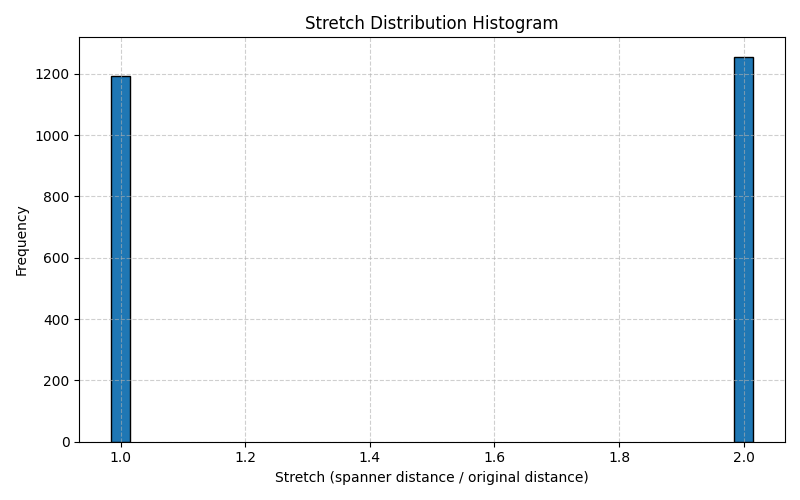 Stretch Distribution Histogram
1200
1000
800
600
400
200
0
Frequency
1.0 1.2 1.4 1.6 1.8 2.0
Stretch (spanner distance / original distance)